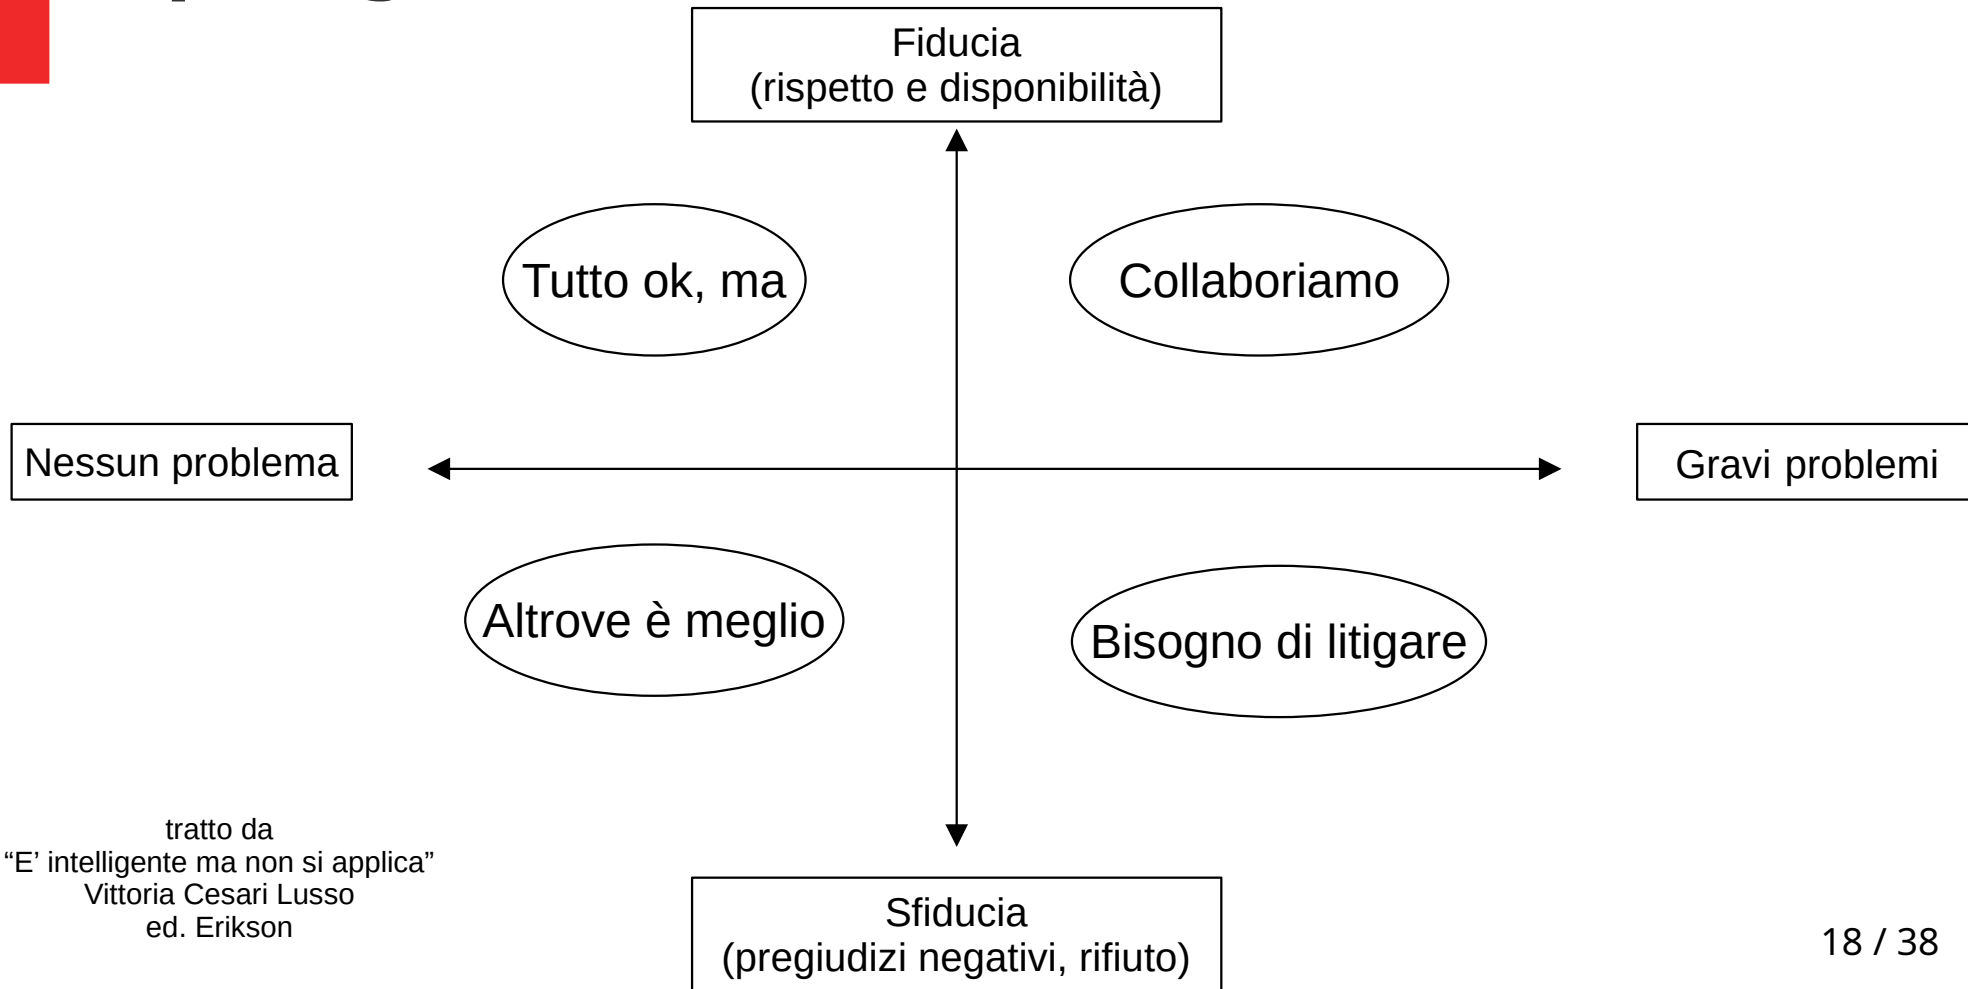 Fiducia
(rispetto e disponibilità)
Tutto ok, ma
Collaboriamo
Nessun problema
Gravi problemi
Altrove è meglio
Bisogno di litigare
tratto da
“E’ intelligente ma non si applica”
Vittoria Cesari Lusso
ed. Erikson
Sfiducia
(pregiudizi negativi, rifiuto)
18 / 38